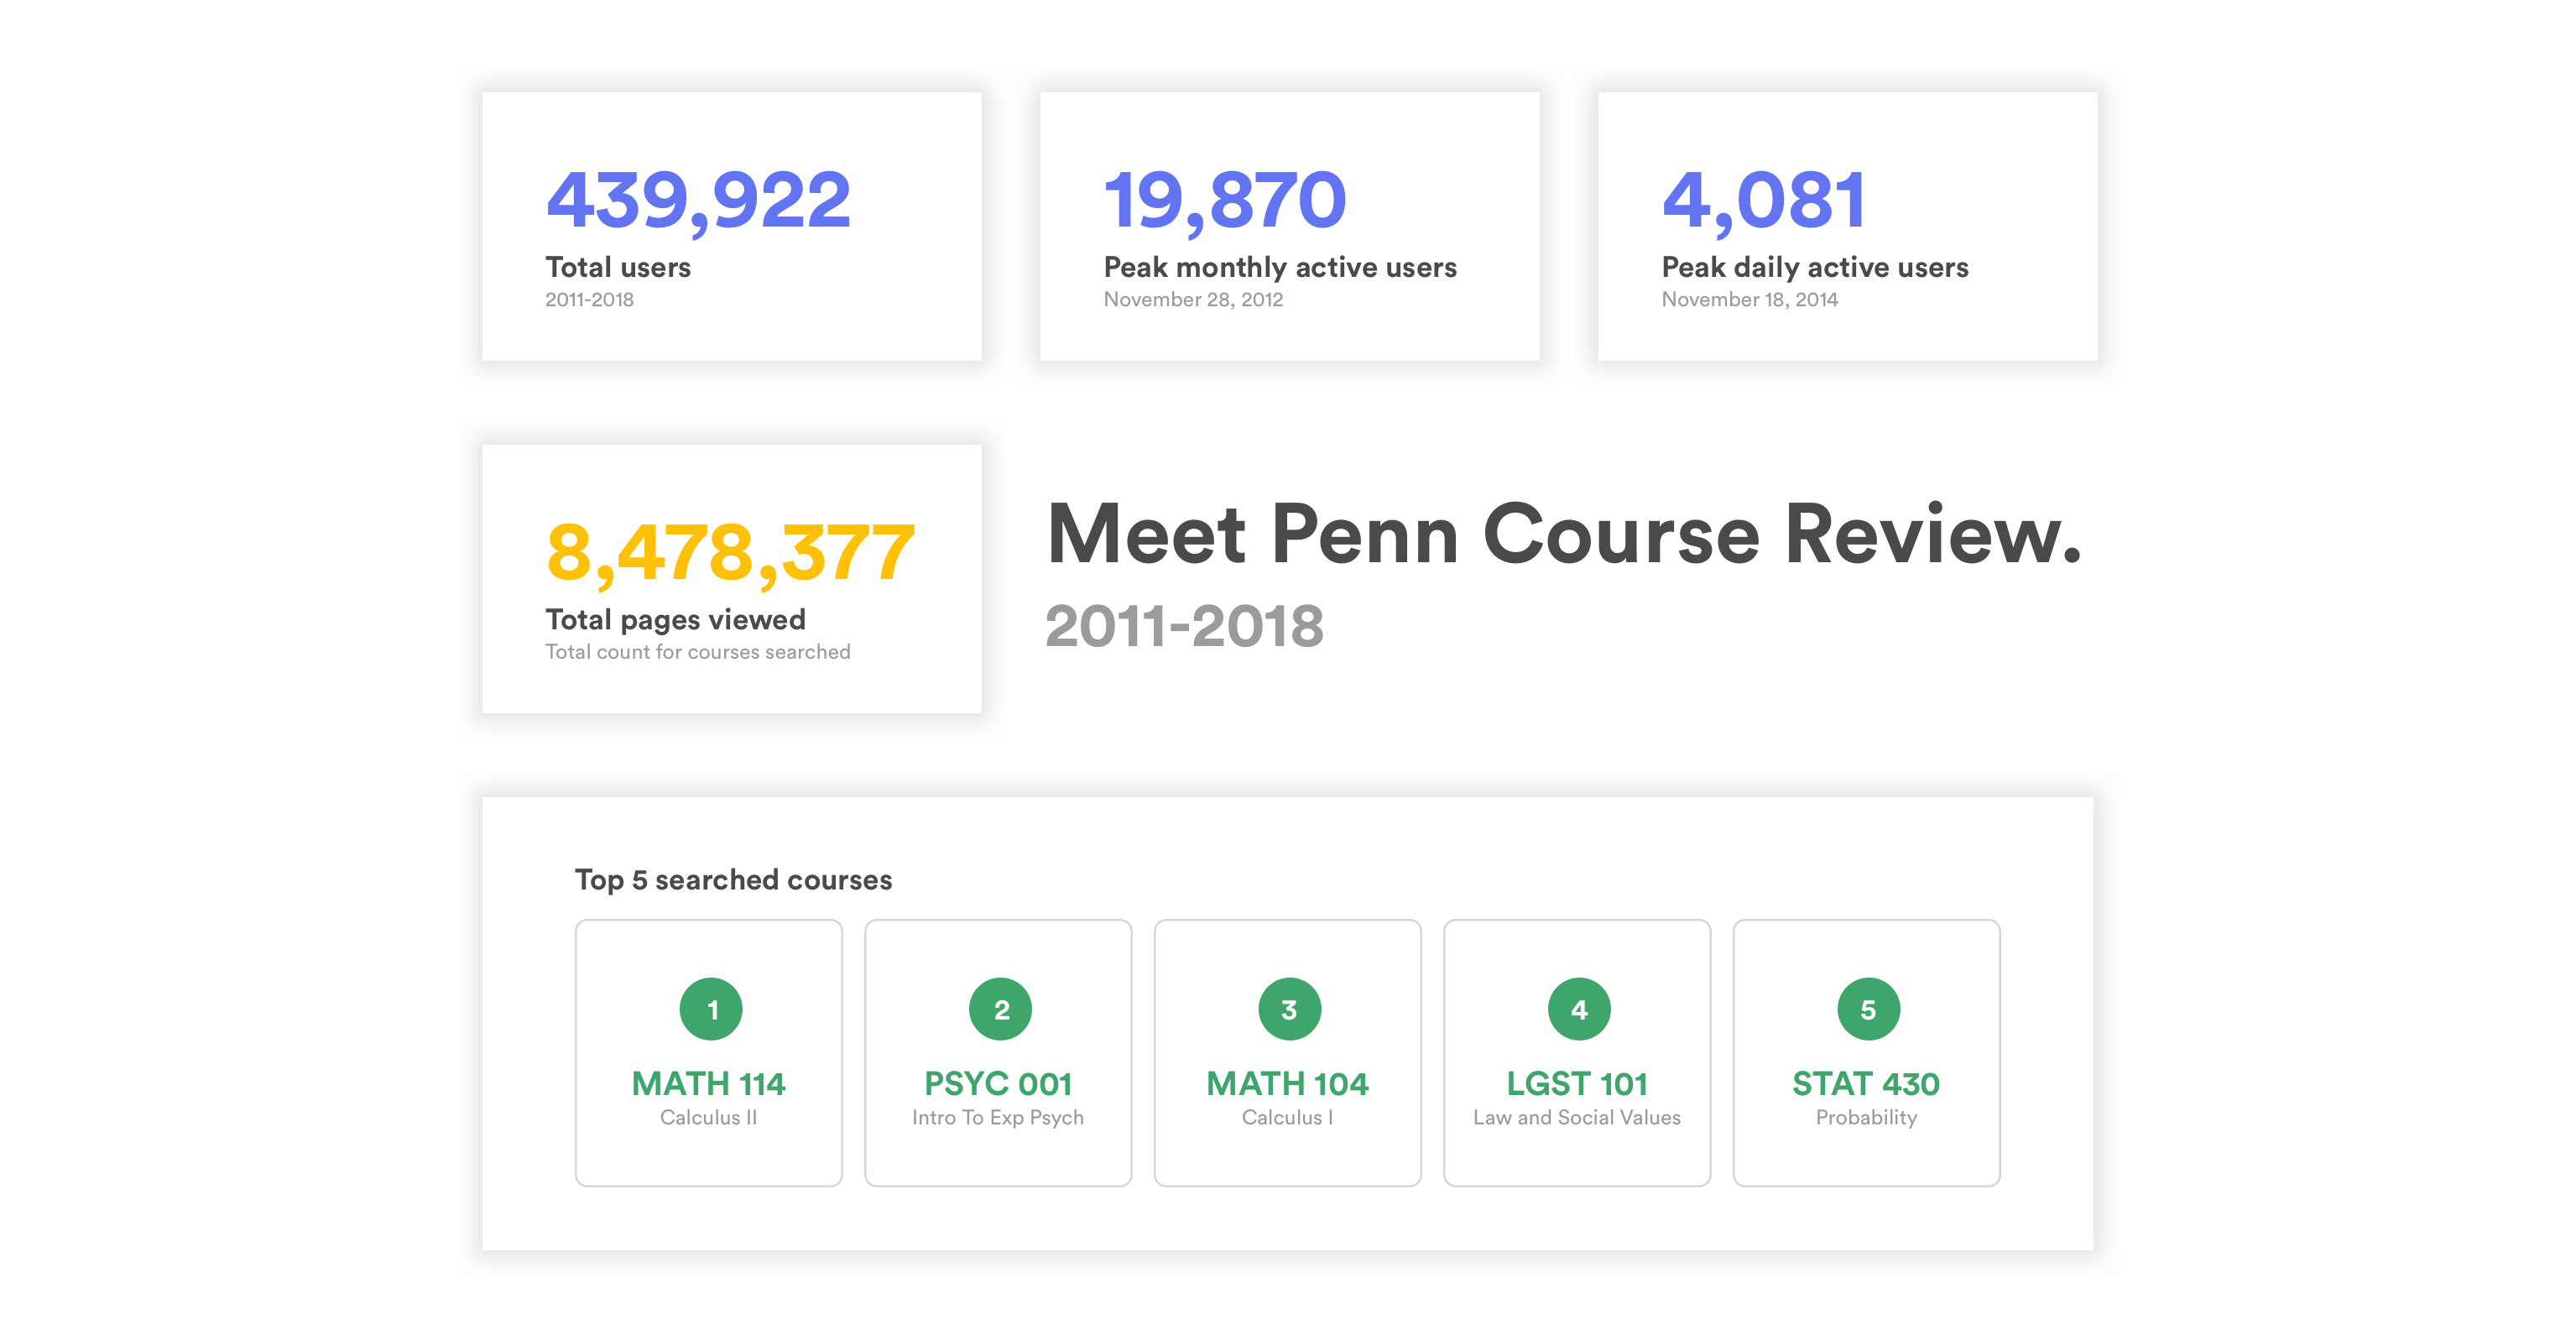 439,922
Total users
2011-2018
19,870
Peak monthly active users
November 28, 2012
4,081
Peak daily active users
November 18, 2014
8,478,377
Total pages viewed
Total count for courses searched
Meet Penn Course Review.
2011-2018
Top 5 searched courses
1
MATH 114
Calculus II
2
PSYC 001
Intro To Exp Psych
3
MATH 104
Calculus I
4
LGST 101
Law and Social Values
5
STAT 430
Probability